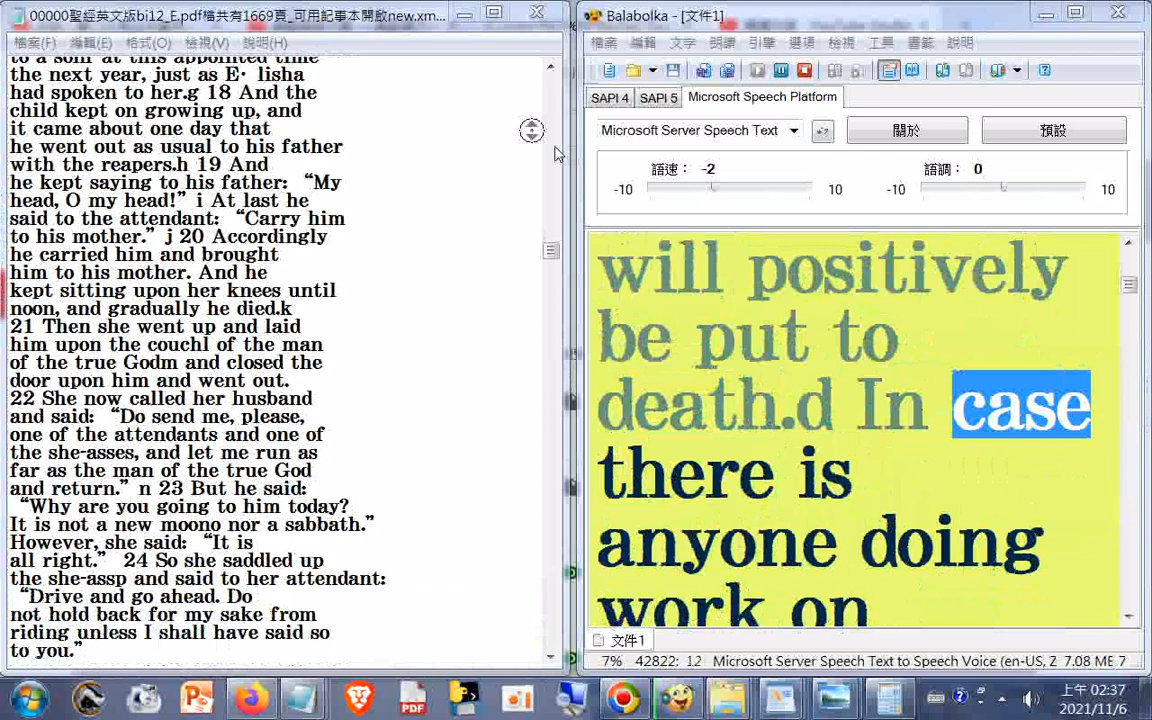 00000聖經英文版bi12_E.pdf檔共有1669頁_可用記事本開啟new.xm...
檔案(F) 編輯(E) 格式(O) 檢視(V) 說明(H)
to a son. at this appointed time
the next year, just as E· lisha
had spoken to her.g 18 And the
child kept on growing up, and
it came about one day that
he went out as usual to his father
with the reapers.h 19 And
he kept saying to his father: “My
head, O my head!” i At last he
said to the attendant: “Carry him
to his mother.” j 20 Accordingly
he carried him and brought
him to his mother. And he
kept sitting upon her knees until
noon, and gradually he died.k
21 Then she went up and laid
him upon the couchl of the man
of the true Godm and closed the
door upon him and went out.
22 She now called her husband
and said: “Do send me, please,
one of the attendants and one of
the she-asses, and let me run as
far as the man of the true God
and return.” n 23 But he said:
“Why are you going to him today?
It is not a new moono nor a sabbath.”
However, she said: “It is
all right.” 24 So she saddled up
the she-assp and said to her attendant:
“Drive and go ahead. Do
not hold back for my sake from
riding unless I shall have said so
to you.”
Balabolka - [文件1]
檔案 編輯 文字 朗讀 引擎 選項 檢視 工具 書籤 說明
SAPI 4 SAPI 5 Microsoft Speech Platform
Microsoft Server Speech Text 關於 預設
語速: -2 語調: 0
-10 10 -10 10
will positively
be put to
death.d In case
there is
anyone doing
work on
文件1
7% 42822: 12 Microsoft Server Speech Text to Speech Voice (en-US, Z 7.08 MB 7
上午 02:37
2021/11/6